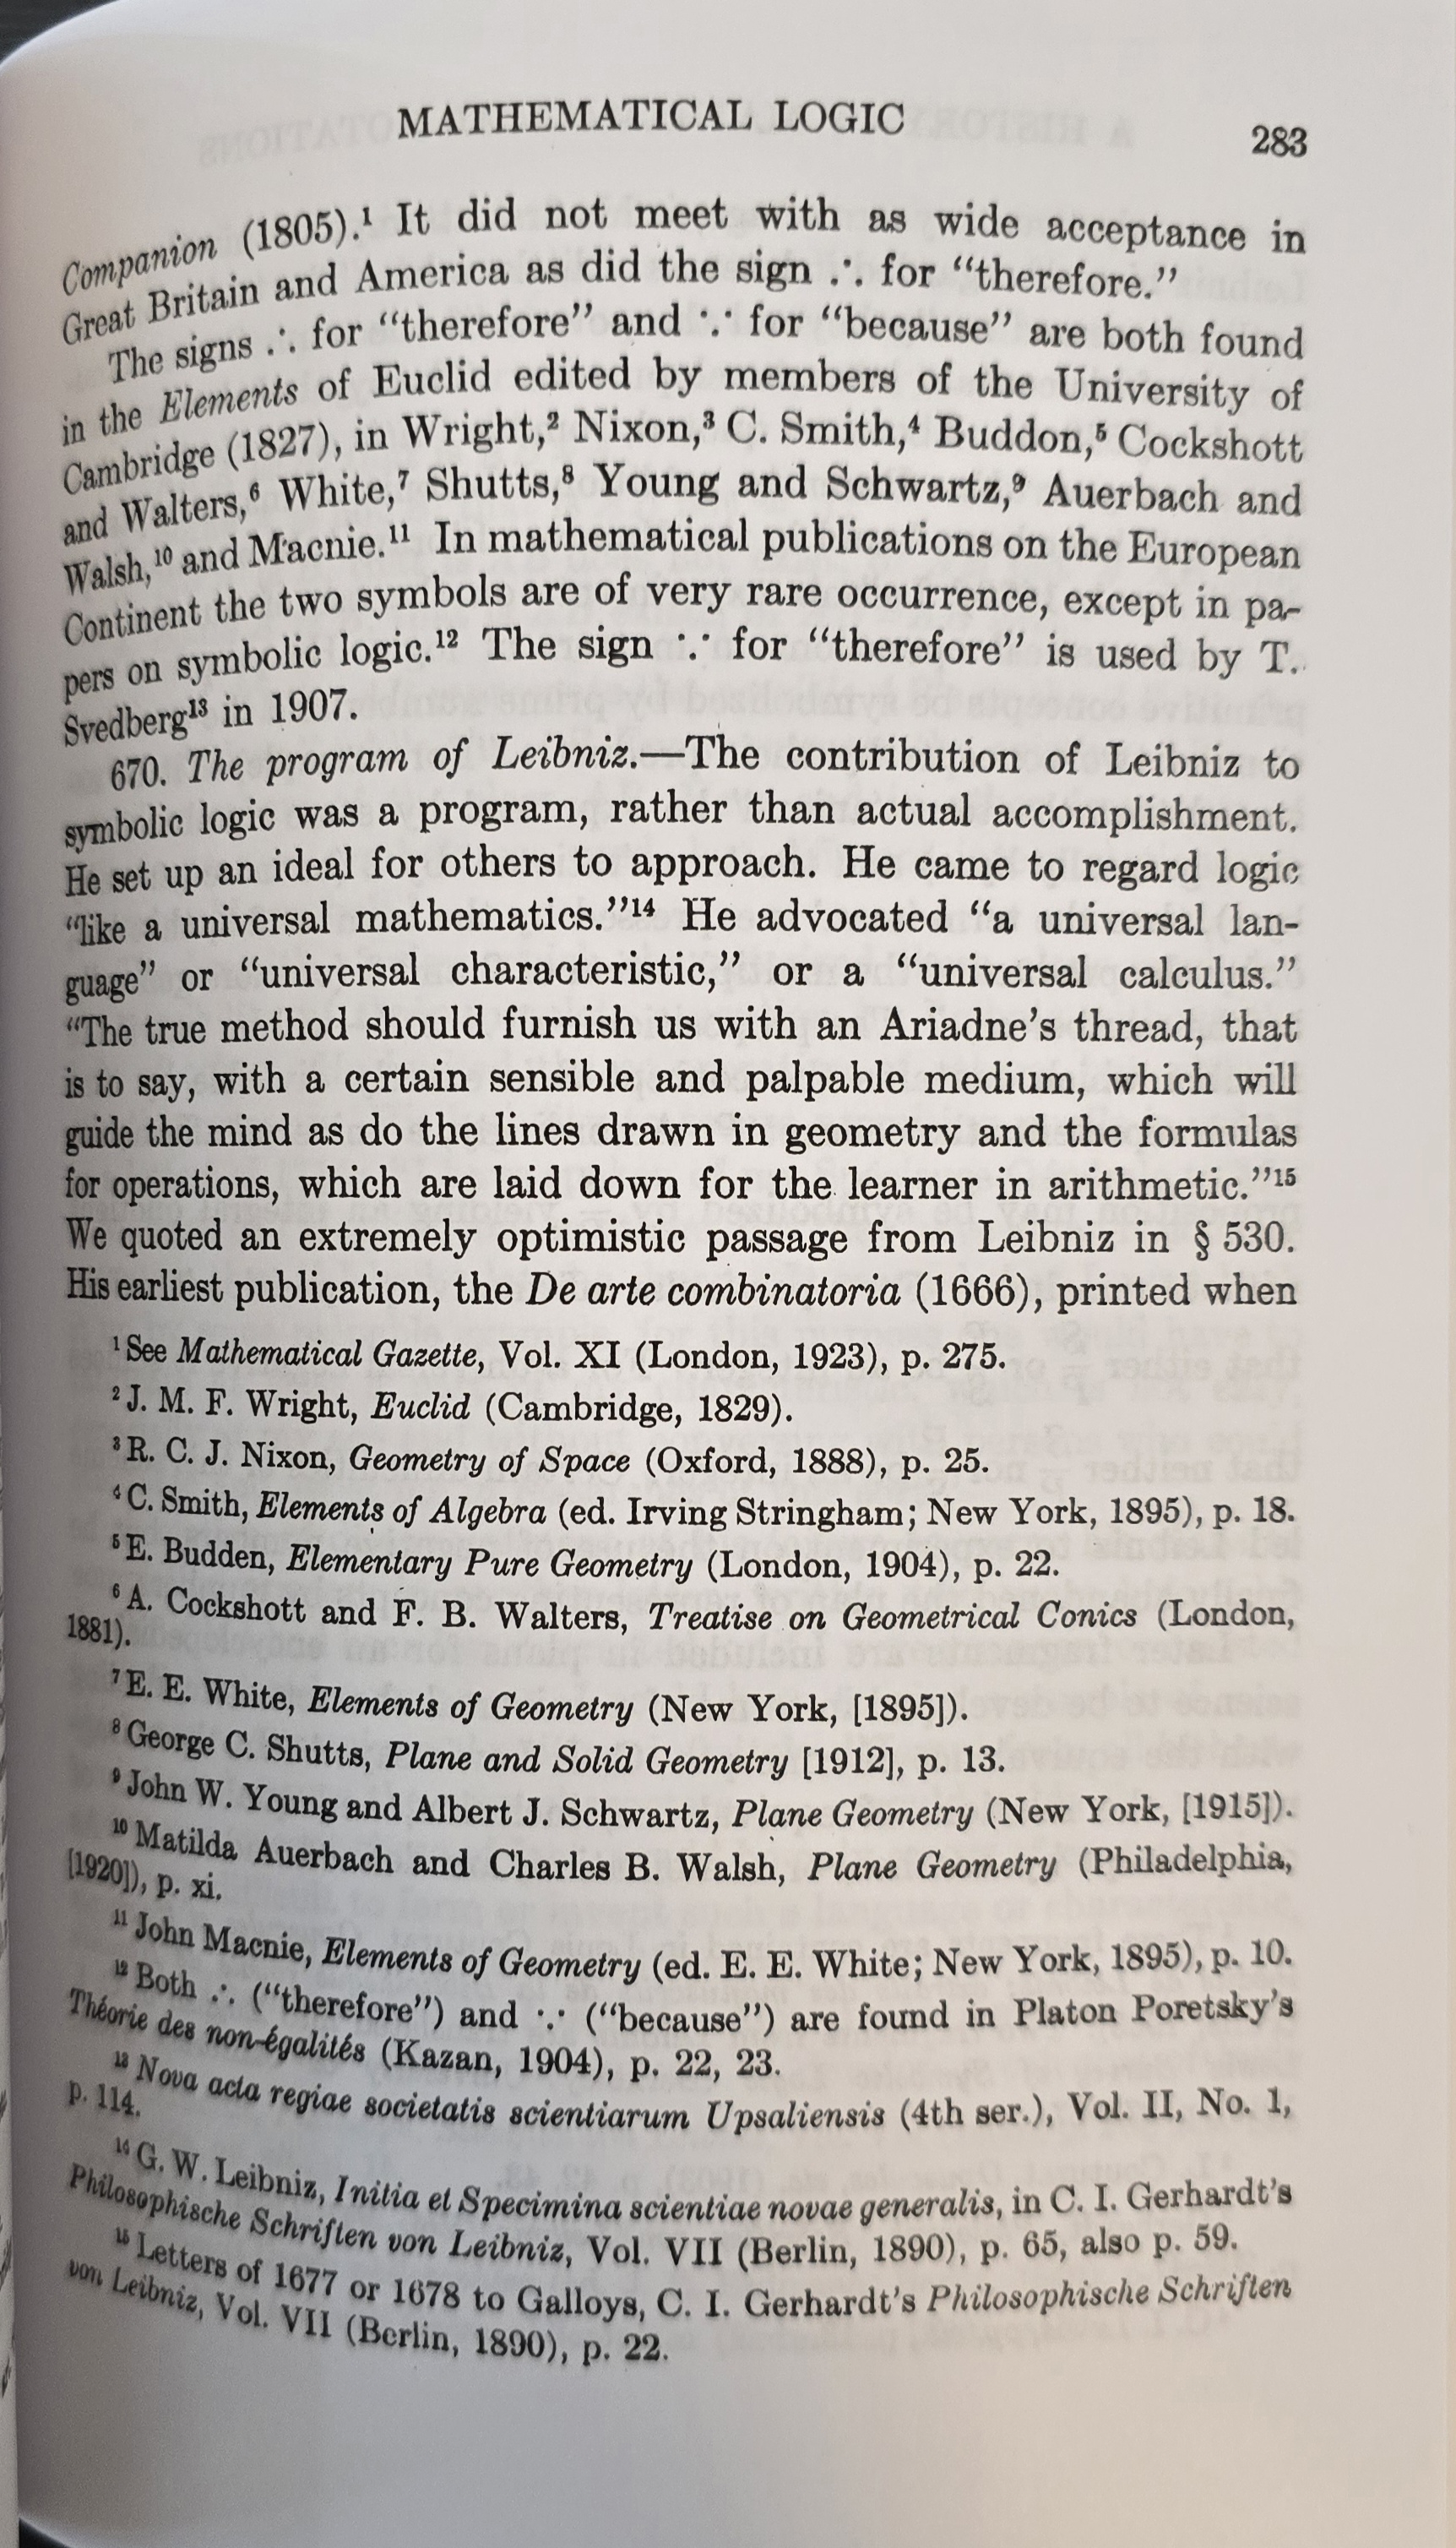 MATHEMATICAL LOGIC 283
Companion (1805).¹ It did not meet with as wide acceptance in
Great Britain and America as did the sign ∴ for “therefore.”
The signs ∴ for “therefore” and ∵ for “because” are both found
in the Elements of Euclid edited by members of the University of
Cambridge (1827), in Wright,² Nixon,³ C. Smith,⁴ Buddon,⁵ Cockshott
and Walters,⁶ White,⁷ Shutts,⁸ Young and Schwartz,⁹ Auerbach and
Walsh,¹⁰ and Macnie.¹¹ In mathematical publications on the European
Continent the two symbols are of very rare occurrence, except in pa-
pers on symbolic logic.¹² The sign ∵ for “therefore” is used by T.
Svedberg¹³ in 1907.
670. The program of Leibniz.—The contribution of Leibniz to
symbolic logic was a program, rather than actual accomplishment.
He set up an ideal for others to approach. He came to regard logic
“like a universal mathematics.”¹⁴ He advocated “a universal lan-
guage” or “universal characteristic,” or a “universal calculus.”
“The true method should furnish us with an Ariadne’s thread, that
is to say, with a certain sensible and palpable medium, which will
guide the mind as do the lines drawn in geometry and the formulas
for operations, which are laid down for the learner in arithmetic.”¹⁵
We quoted an extremely optimistic passage from Leibniz in § 530.
His earliest publication, the De arte combinatoria (1666), printed when
¹ See Mathematical Gazette, Vol. XI (London, 1923), p. 275.
² J. M. F. Wright, Euclid (Cambridge, 1829).
³ R. C. J. Nixon, Geometry of Space (Oxford, 1888), p. 25.
⁴ C. Smith, Elements of Algebra (ed. Irving Stringham; New York, 1895), p. 18.
⁵ E. Budden, Elementary Pure Geometry (London, 1904), p. 22.
⁶ A. Cockshott and F. B. Walters, Treatise on Geometrical Conics (London,
1881).
⁷ E. E. White, Elements of Geometry (New York, [1895]).
⁸ George C. Shutts, Plane and Solid Geometry [1912], p. 13.
⁹ John W. Young and Albert J. Schwartz, Plane Geometry (New York, [1915]).
¹⁰ Matilda Auerbach and Charles B. Walsh, Plane Geometry (Philadelphia,
[1920]), p. xi.
¹¹ John Macnie, Elements of Geometry (ed. E. E. White; New York, 1895), p. 10.
¹² Both ∴ (“therefore”) and ∵ (“because”) are found in Platon Poretsky’s
Théorie des non-égalités (Kazan, 1904), p. 22, 23.
¹³ Nova acta regiae societatis scientiarum Upsaliensis (4th ser.), Vol. II, No. 1,
p. 114.
¹⁴ G. W. Leibniz, Initia et Specimina scientiae novae generalis, in C. I. Gerhardt’s
Philosophische Schriften von Leibniz, Vol. VII (Berlin, 1890), p. 65, also p. 59.
¹⁵ Letters of 1677 or 1678 to Galloys, C. I. Gerhardt’s Philosophische Schriften
von Leibniz, Vol. VII (Berlin, 1890), p. 22.